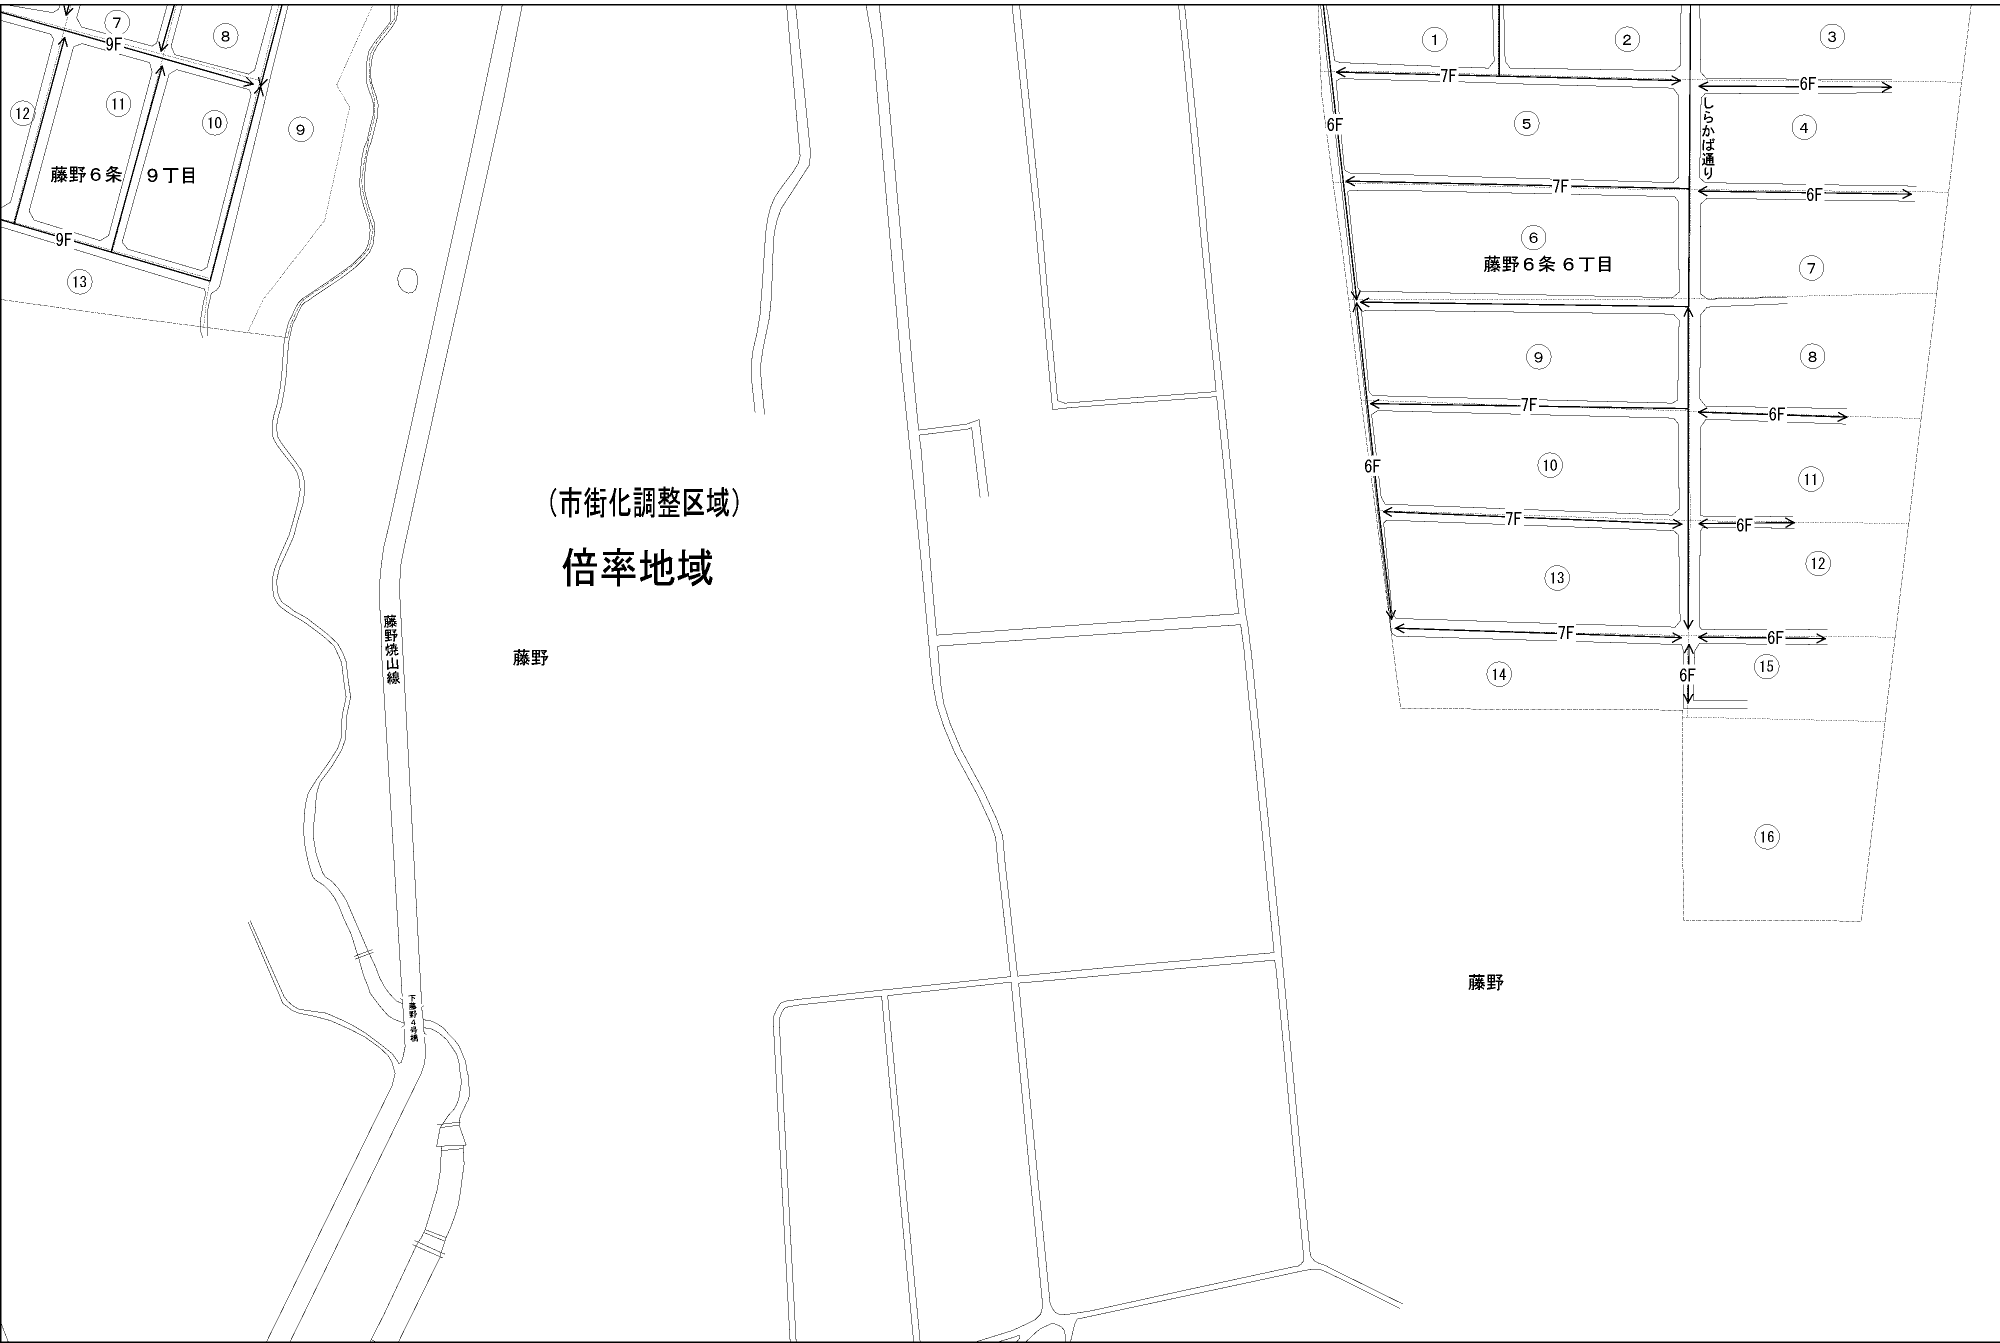 ⑦
⑧
9F
⑫
⑪
⑩
⑨
藤野６条
９丁目
9F
⑬
①
②
③
7F
6F
6F
⑤
④
しらかば通り
7F
6F
⑥
藤野６条 ６丁目
⑦
⑨
⑧
7F
6F
6F
⑩
⑪
7F
6F
⑬
⑫
7F
6F
⑭
6F
⑮
⑯
（市街化調整区域）
倍率地域
藤野焼山線
藤野
藤野
下藤野４号橋